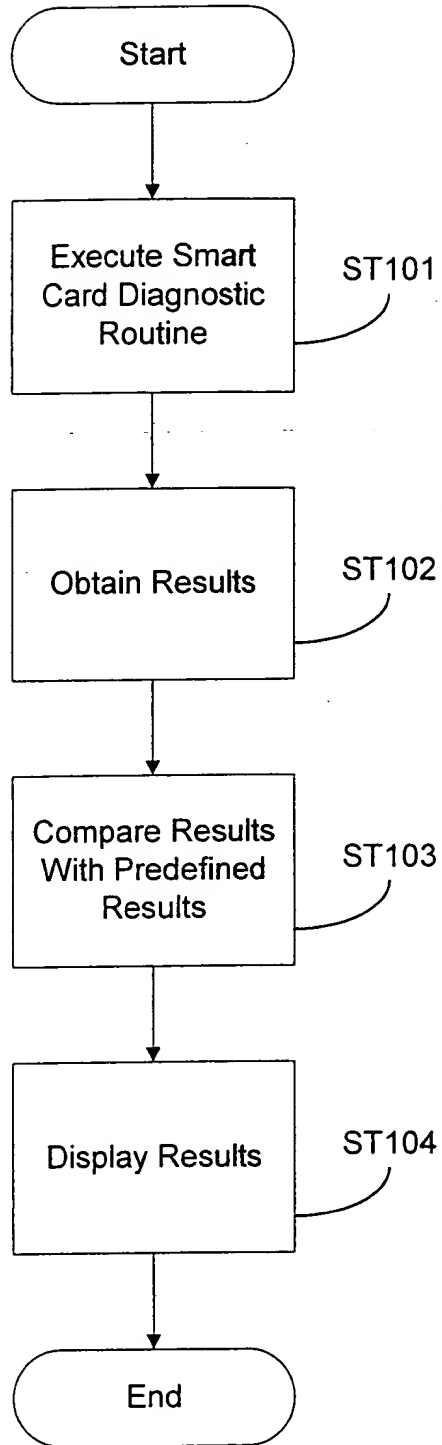 Start
Execute Smart
Card Diagnostic
Routine
ST101
Obtain Results
ST102
Compare Results
With Predefined
Results
ST103
Display Results
ST104
End